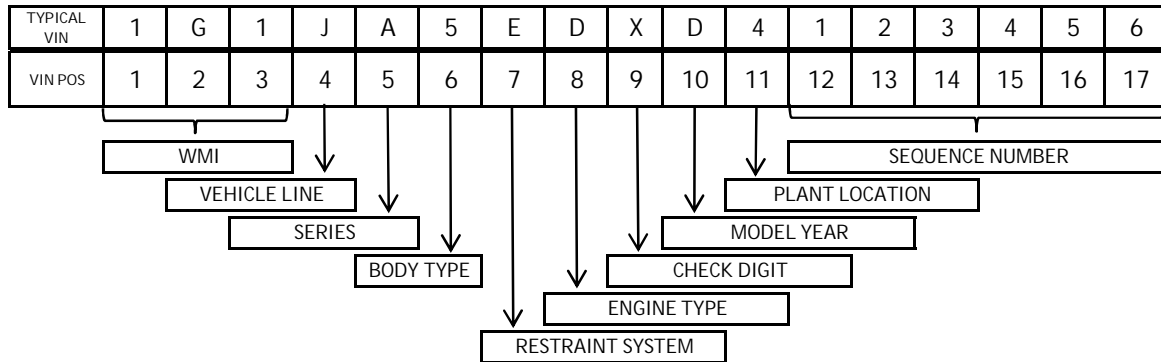 TYPICAL
VIN
1 G 1 J A 5 E D X D 4 1 2 3 4 5 6
VIN POS
1 2 3 4 5 6 7 8 9 10 11 12 13 14 15 16 17
WMI
SEQUENCE NUMBER
VEHICLE LINE
PLANT LOCATION
SERIES
MODEL YEAR
BODY TYPE
CHECK DIGIT
ENGINE TYPE
RESTRAINT SYSTEM